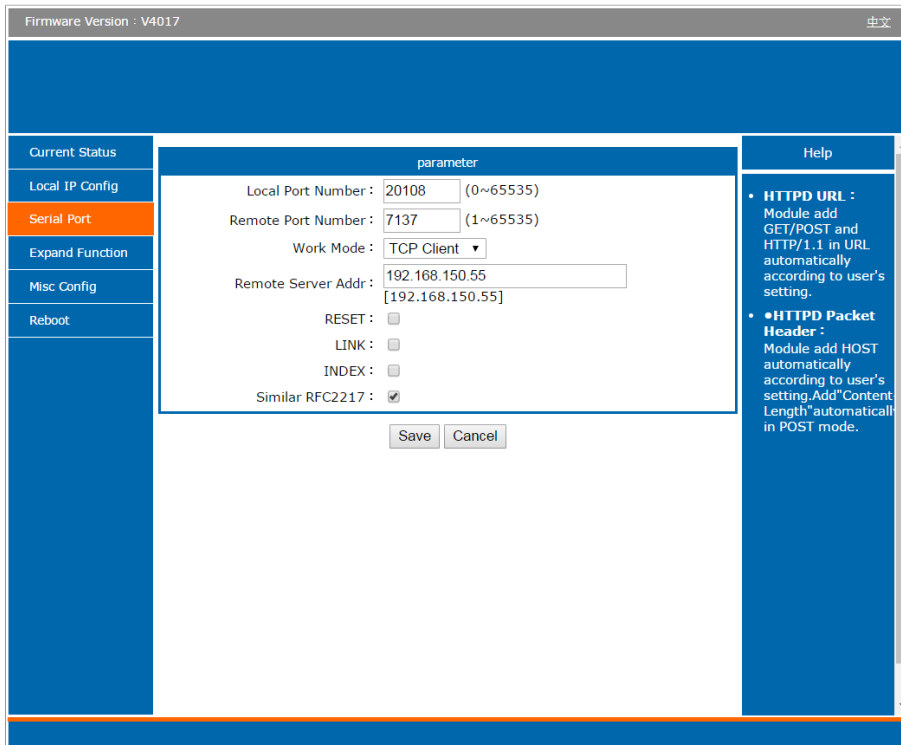 Firmware Version : V4017
中文
Current Status
Local IP Config
Serial Port
Expand Function
Misc Config
Reboot
parameter
Local Port Number : 20108 (0~65535)
Remote Port Number : 7137 (1~65535)
Work Mode : TCP Client
Remote Server Addr : 192.168.150.55
[192.168.150.55]
RESET :
LINK :
INDEX :
Similar RFC2217 :
Save Cancel
Help
• HTTPD URL :
Module add
GET/POST and
HTTP/1.1 in URL
automatically
according to user's
setting.
• ●HTTPD Packet
Header :
Module add HOST
automatically
according to user's
setting.Add"Content
Length"automatically
in POST mode.